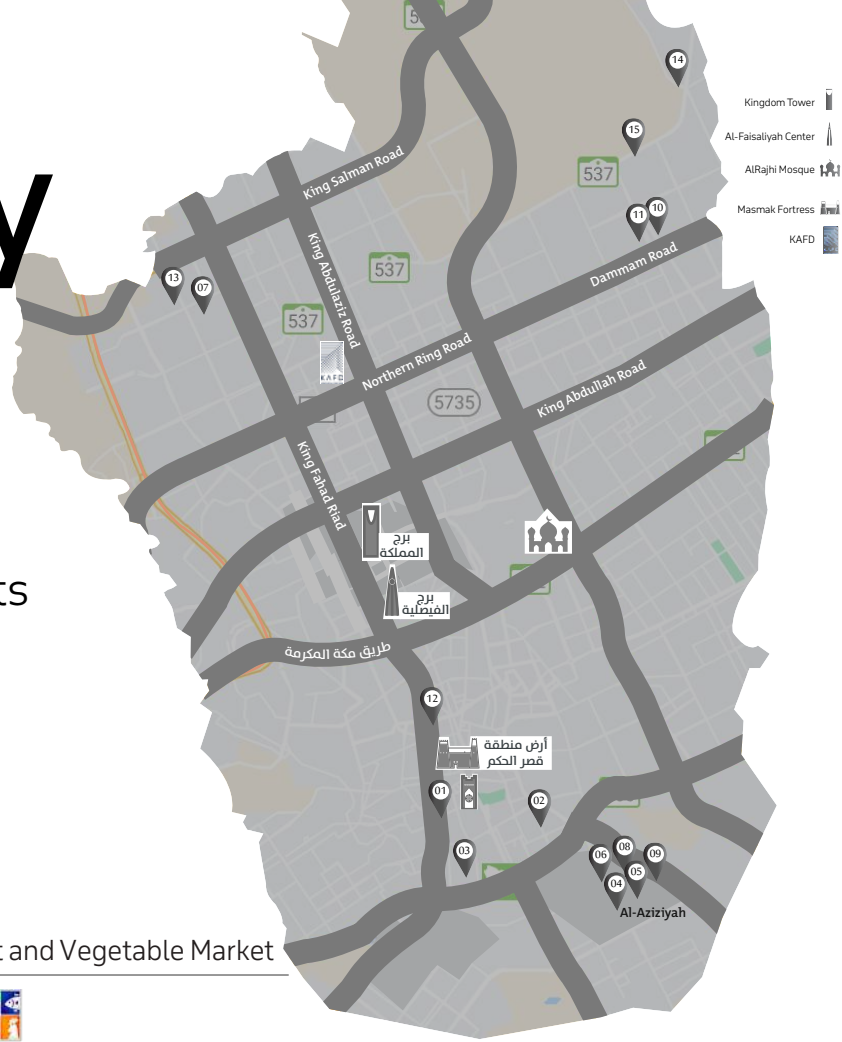 14
Kingdom Tower
15
Al-Faisaliyah Center
King Salman Road
537
AlRajhi Mosque
11
10
Masmak Fortress
KAFD
y
King Abdulaziz Road
537
Dammam Road
13
07
537
KAFD
Northern Ring Road
5735
King Abdullah Road
King Fahad Riad
برج
المملكة
ts
برج
الفيصلية
طريق مكة المكرمة
12
أرض منطقة
قصر الحكم
01
02
03
06
08
09
05
04
Al-Aziziyah
t and Vegetable Market